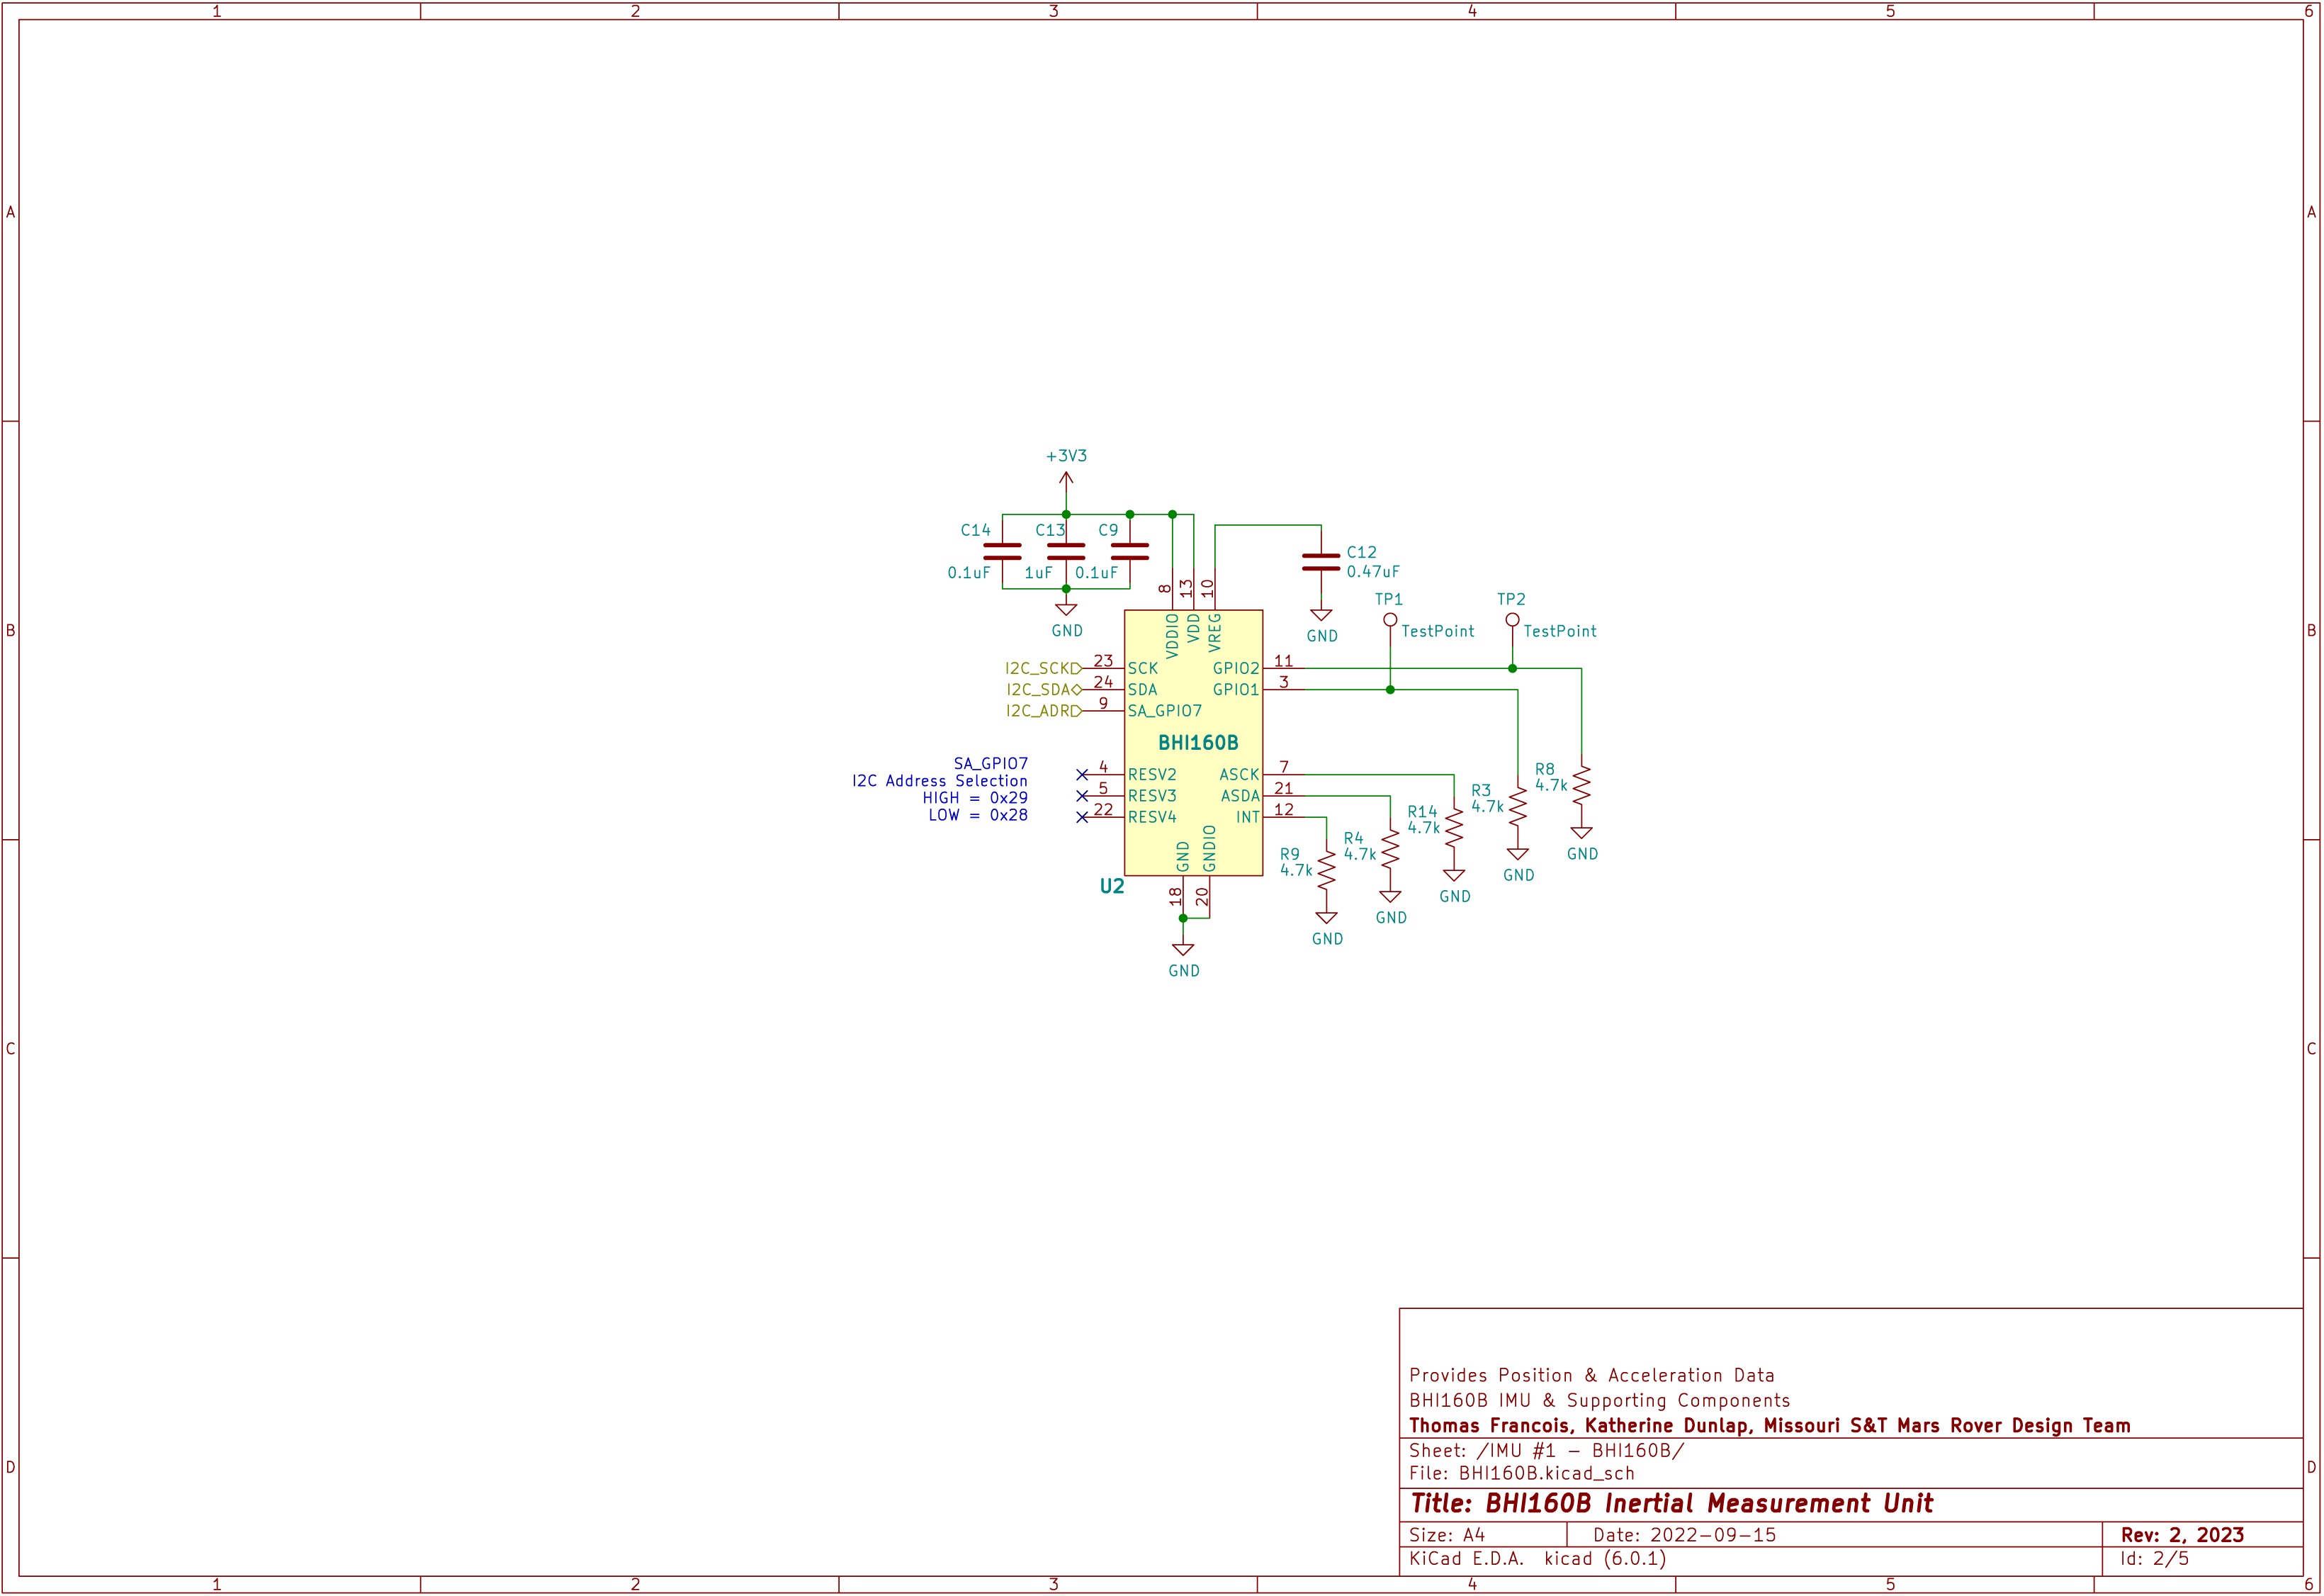 1 2 3 4 5 6
A A
+3V3
C14 C13 C9
0.1uF 1uF 0.1uF
GND
C12
0.47uF
GND
8 13 10
VDDIO VDD VREG
TP1 TP2
TestPoint TestPoint
B B
I2C_SCK 23 SCK GPIO2 11
I2C_SDA 24 SDA GPIO1 3
I2C_ADR 9 SA_GPIO7
BHI160B
SA_GPIO7
I2C Address Selection
HIGH = 0x29
LOW = 0x28
4 RESV2 ASCK 7
5 RESV3 ASDA 21
22 RESV4 INT 12
GND GNDIO
U2
18 20
GND
R9
4.7k
GND
R4
4.7k
GND
R14
4.7k
GND
R3
4.7k
GND
R8
4.7k
GND
C C
Provides Position & Acceleration Data
BHI160B IMU & Supporting Components
Thomas Francois, Katherine Dunlap, Missouri S&T Mars Rover Design Team
Sheet: /IMU #1 - BHI160B/
File: BHI160B.kicad_sch
D D
Title: BHI160B Inertial Measurement Unit
Size: A4 Date: 2022-09-15 Rev: 2, 2023
KiCad E.D.A. kicad (6.0.1) Id: 2/5
1 2 3 4 5 6